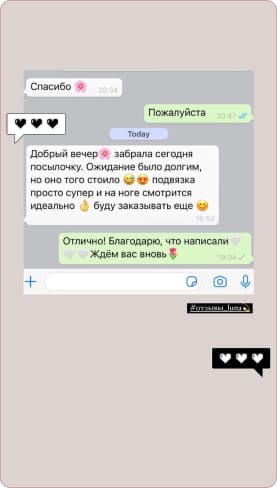 Спасибо 🌸
20:34
Пожалуйста
20:47
Today
Добрый вечер🌸 забрала сегодня
посылочку. Ожидание было долгим,
но оно того стоило 😅😍 подвязка
просто супер и на ноге смотрится
идеально 👌 буду заказывать еще 😊
18:52
Отлично! Благодарю, что написали🤍
🤍🤍Ждём вас вновь🌷
19:04
#отзывы_luna💫